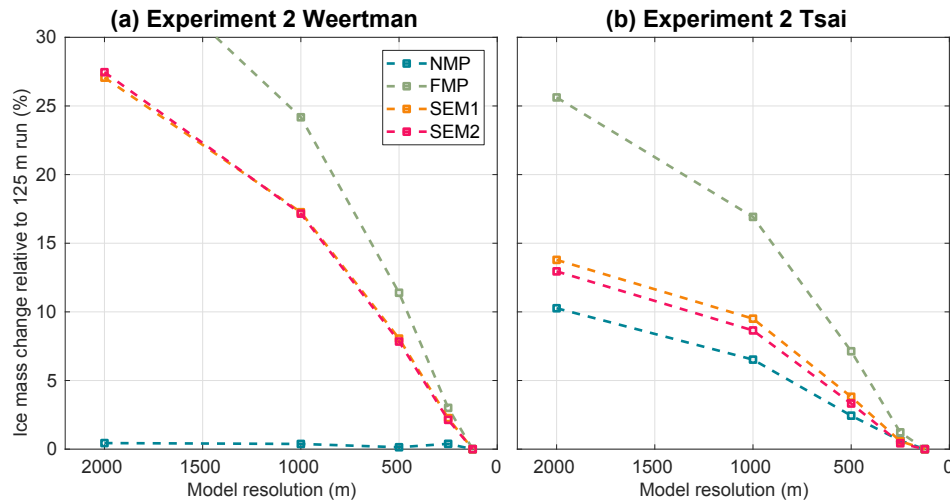 (a) Experiment 2 Weertman
(b) Experiment 2 Tsai
Ice mass change relative to 125 m run (%)
30
25
20
15
10
5
0
NMP
FMP
SEM1
SEM2
2000 1500 1000 500 0
2000 1500 1000 500 0
Model resolution (m)
Model resolution (m)